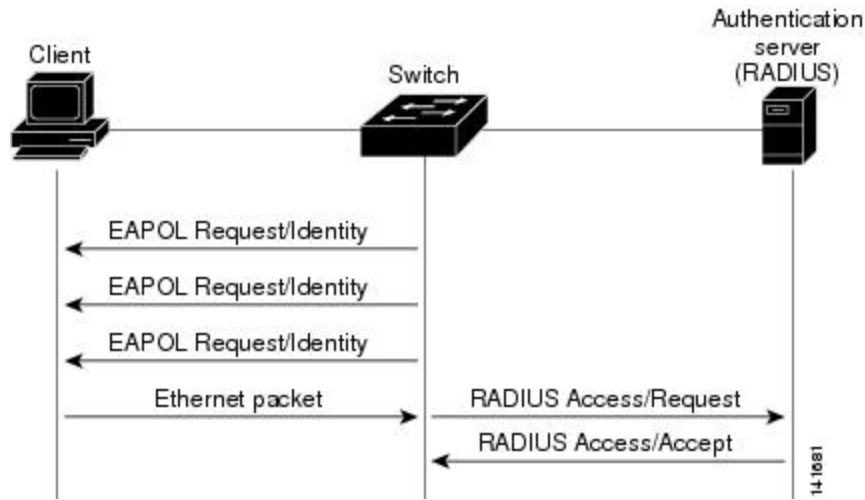 Client
Switch
Authentication
server
(RADIUS)
EAPOL Request/Identity
EAPOL Request/Identity
EAPOL Request/Identity
Ethernet packet
RADIUS Access/Request
RADIUS Access/Accept
141681